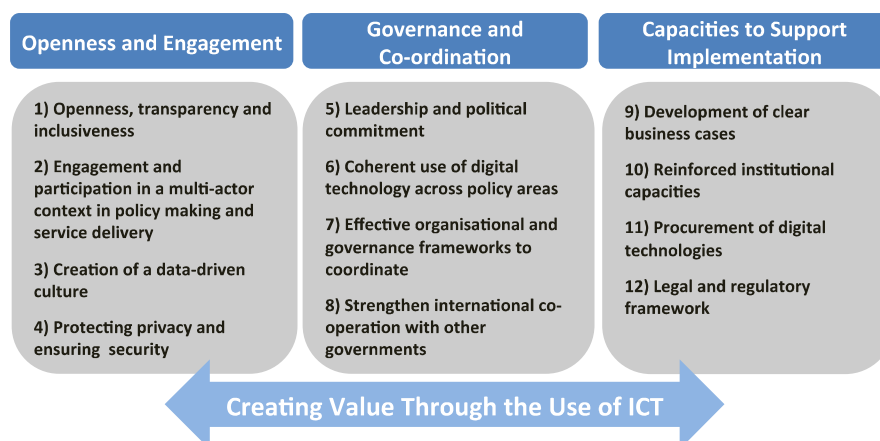 Openness and Engagement
Governance and
Co-ordination
Capacities to Support
Implementation
1) Openness, transparency and
inclusiveness
2) Engagement and
participation in a multi-actor
context in policy making and
service delivery
3) Creation of a data-driven
culture
4) Protecting privacy and
ensuring  security
5) Leadership and political
commitment
6) Coherent use of digital
technology across policy areas
7) Effective organisational and
governance frameworks to
coordinate
8) Strengthen international co-
operation with other
governments
9) Development of clear
business cases
10) Reinforced institutional
capacities
11) Procurement of digital
technologies
12) Legal and regulatory
framework
Creating Value Through the Use of ICT